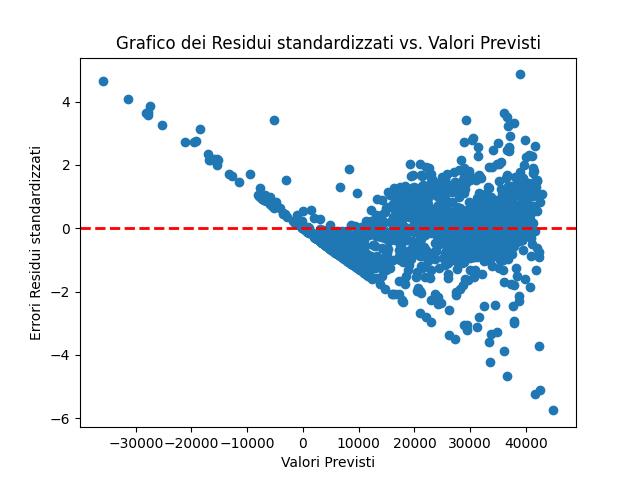 Grafico dei Residui standardizzati vs. Valori Previsti
Errori Residui standardizzati
4
2
0
−2
−4
−6
−30000 −20000 −10000 0 10000 20000 30000 40000
Valori Previsti